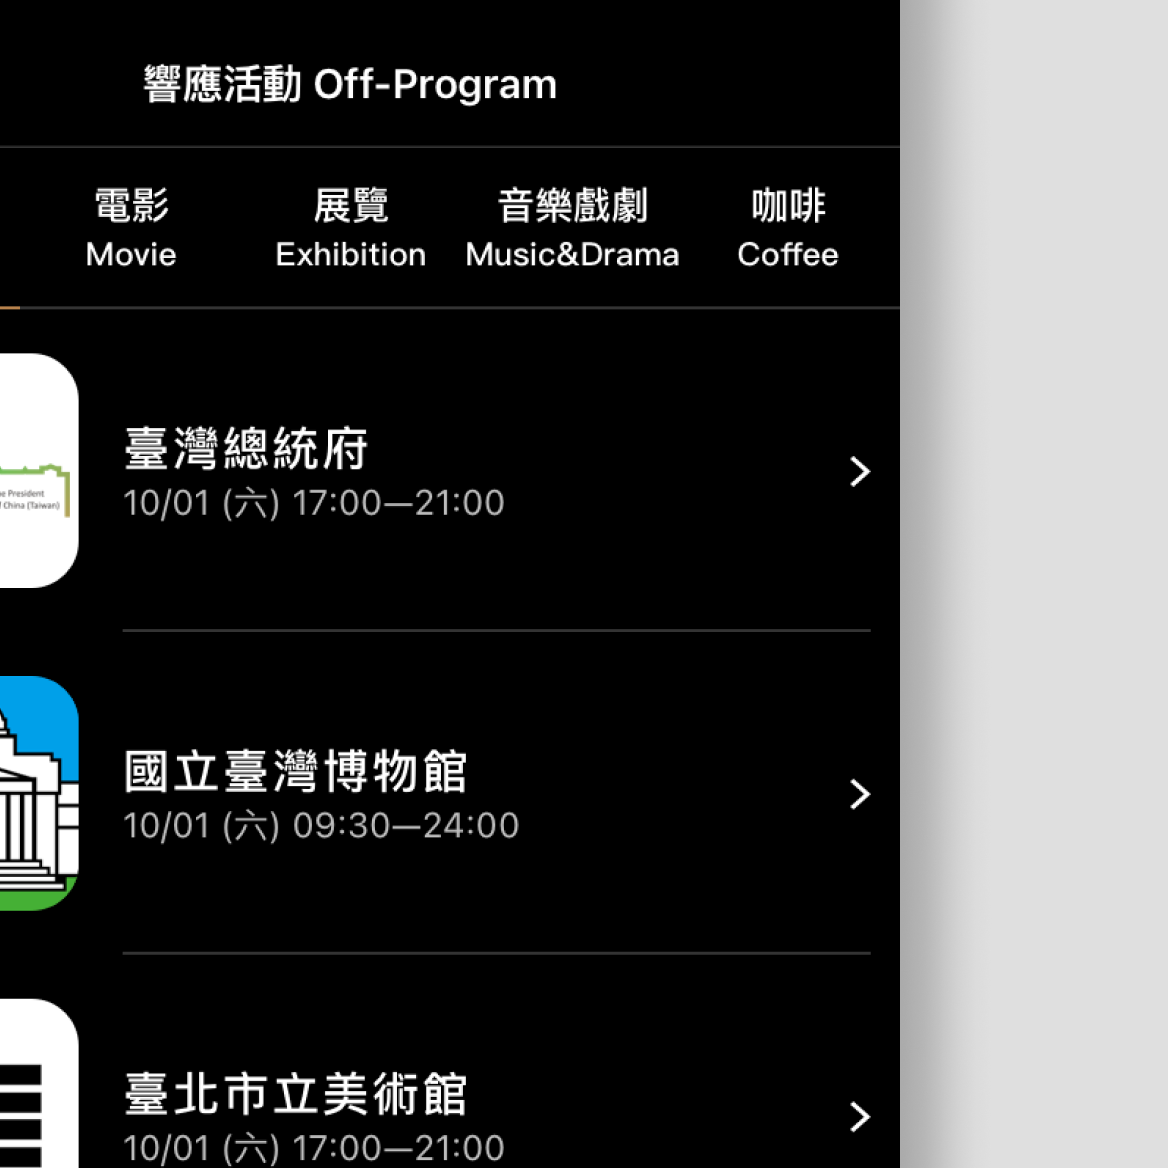 響應活動 Off-Program
電影 展覽 音樂戲劇 咖啡
Movie Exhibition Music&Drama Coffee
臺灣總統府
10/01 (六) 17:00—21:00
e President
f China (Taiwan)
國立臺灣博物館
10/01 (六) 09:30—24:00
臺北市立美術館
10/01 (六) 17:00—21:00